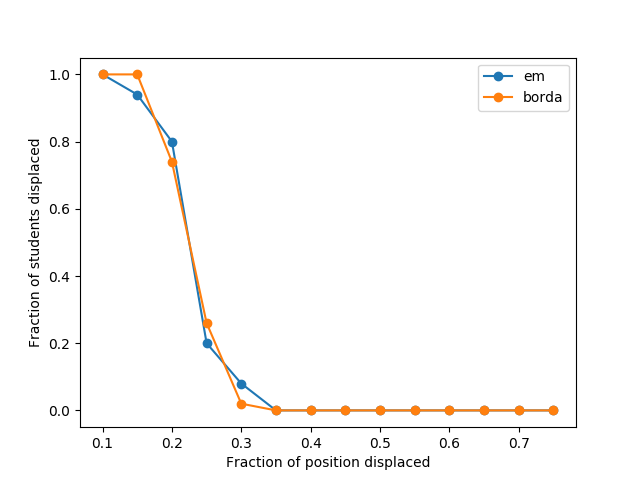 em
borda
Fraction of students displaced
1.0
0.8
0.6
0.4
0.2
0.0
0.1 0.2 0.3 0.4 0.5 0.6 0.7
Fraction of position displaced